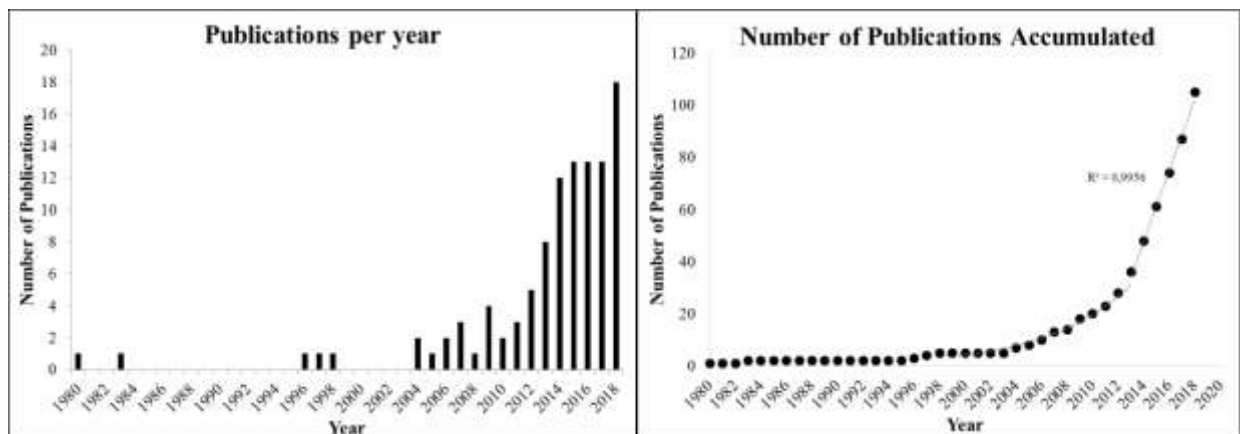 Publications per year
20
18
16
14
12
10
8
6
4
2
0
Number of Publications
1980 1982 1984 1986 1988 1990 1992 1994 1996 1998 2000 2002 2004 2006 2008 2010 2012 2014 2016 2018
Year
Number of Publications Accumulated
120
100
80
60
40
20
0
Number of Publications
R² = 0,9956
1980 1982 1984 1986 1988 1990 1992 1994 1996 1998 2000 2002 2004 2006 2008 2010 2012 2014 2016 2018 2020
Year